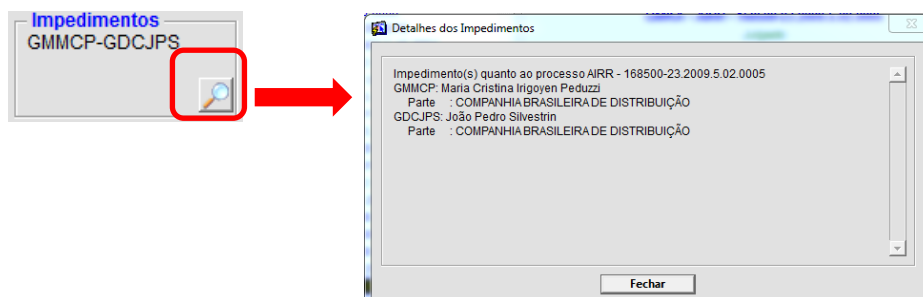 Impedimentos
GMMCP-GDCJPS
Detalhes dos Impedimentos
Impedimento(s) quanto ao processo AIRR - 168500-23.2009.5.02.0005
GMMCP: Maria Cristina Irigoyen Peduzzi
Parte : COMPANHIA BRASILEIRA DE DISTRIBUIÇÃO
GDCJPS: João Pedro Silvestrin
Parte : COMPANHIA BRASILEIRA DE DISTRIBUIÇÃO
Fechar